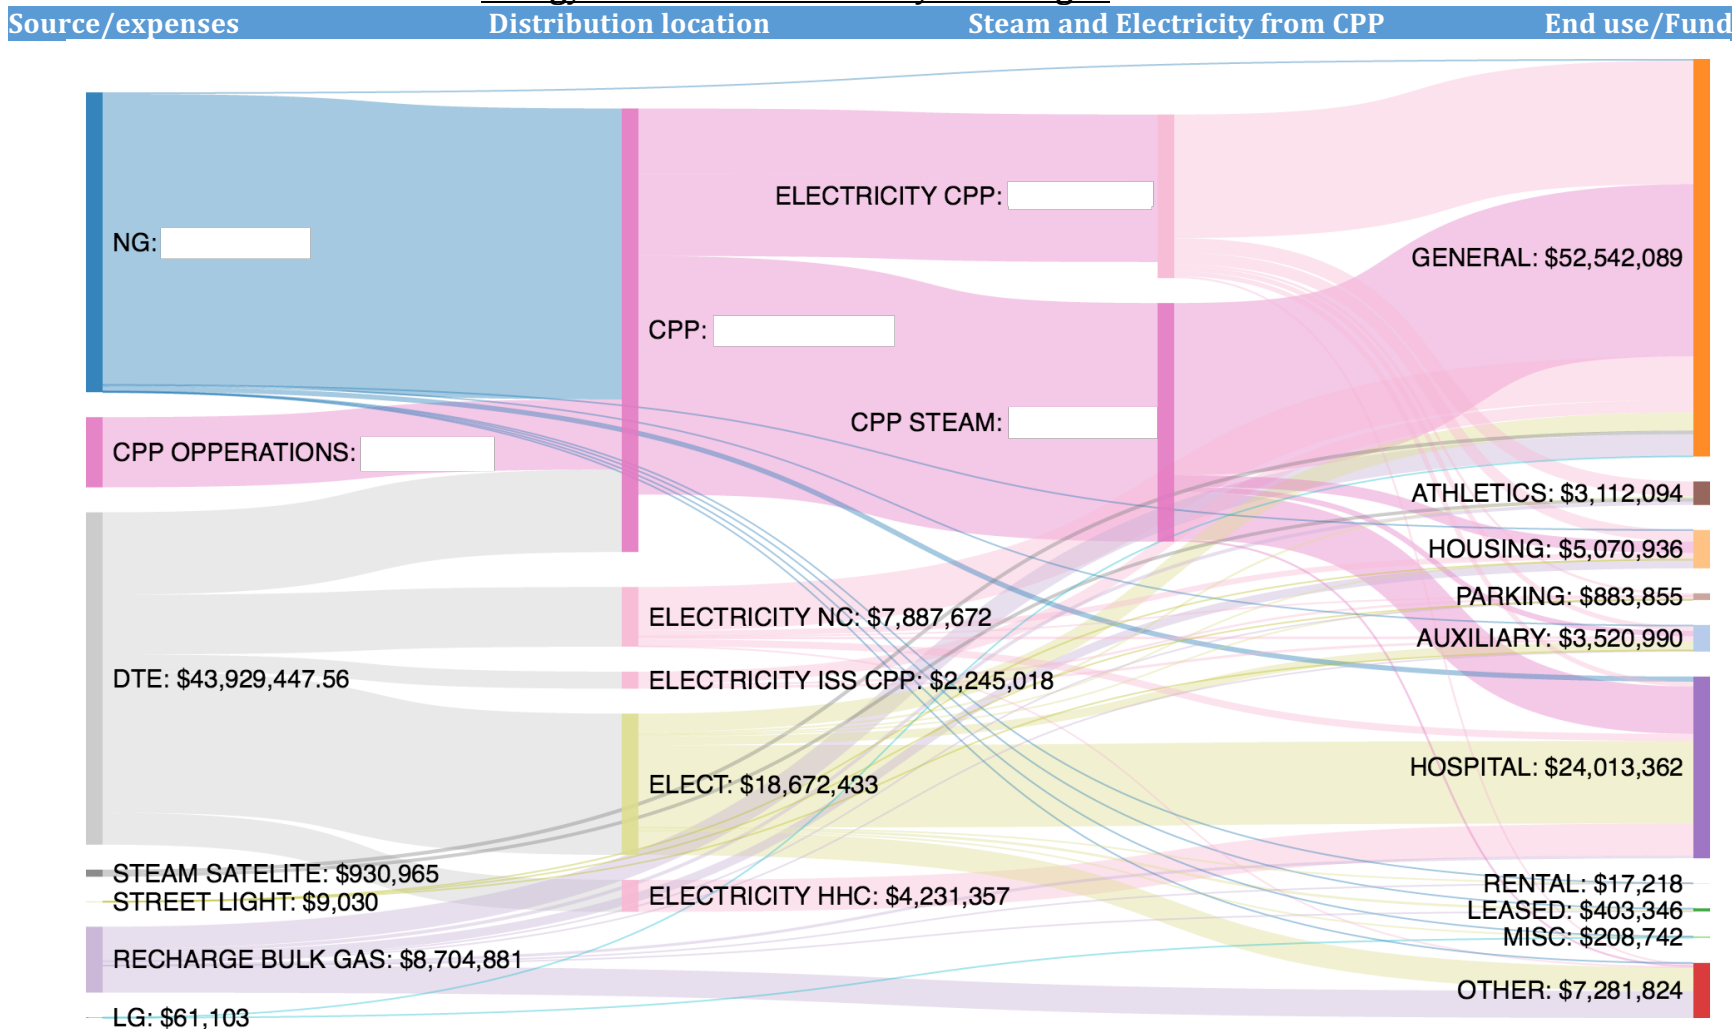 Source/expenses Distribution location Steam and Electricity from CPP End use/Fund
NG:
CPP OPPERATIONS:
DTE: $43,929,447.56
STEAM SATELITE: $930,965
STREET LIGHT: $9,030
RECHARGE BULK GAS: $8,704,881
LG: $61,103
CPP:
ELECTRICITY NC: $7,887,672
ELECTRICITY ISS CPP: $2,245,018
ELECT: $18,672,433
ELECTRICITY HHC: $4,231,357
ELECTRICITY CPP:
CPP STEAM:
GENERAL: $52,542,089
ATHLETICS: $3,112,094
HOUSING: $5,070,936
PARKING: $883,855
AUXILIARY: $3,520,990
HOSPITAL: $24,013,362
RENTAL: $17,218
LEASED: $403,346
MISC: $208,742
OTHER: $7,281,824